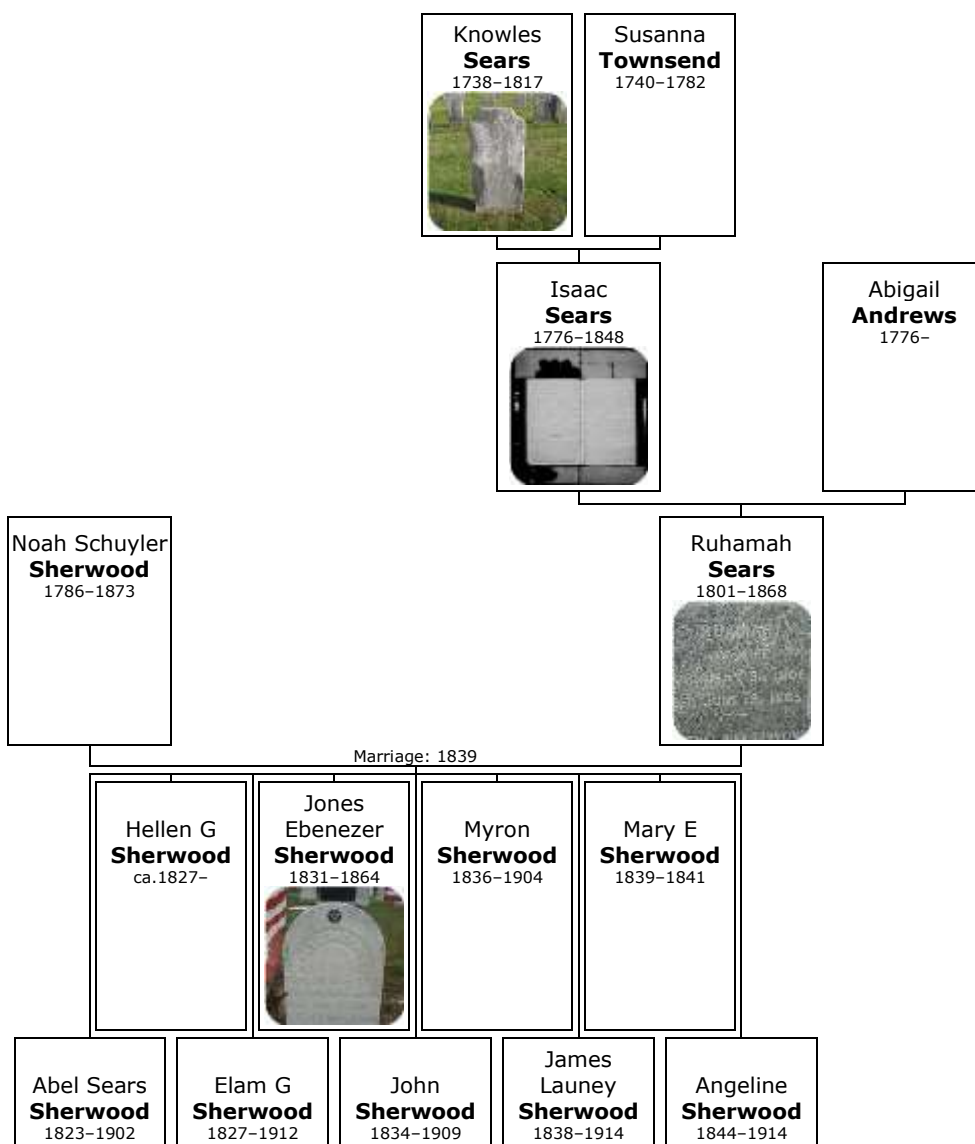 Knowles
Sears
1738–1817
Susanna
Townsend
1740–1782
Isaac
Sears
1776–1848
Abigail
Andrews
1776–
Noah Schuyler
Sherwood
1786–1873
Ruhamah
Sears
1801–1868
Marriage: 1839
Hellen G
Sherwood
ca.1827–
Jones
Ebenezer
Sherwood
1831–1864
Myron
Sherwood
1836–1904
Mary E
Sherwood
1839–1841
Abel Sears
Sherwood
1823–1902
Elam G
Sherwood
1827–1912
John
Sherwood
1834–1909
James
Launey
Sherwood
1838–1914
Angeline
Sherwood
1844–1914